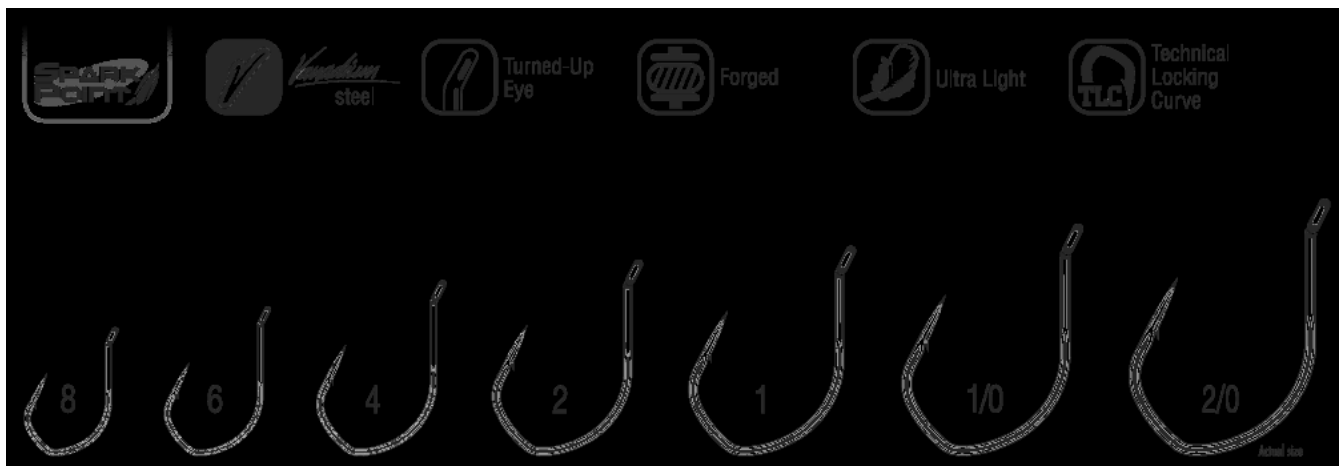 SPARK
POINT
Vanadium
steel
Turned-Up
Eye
Forged
Ultra Light
TLC
Technical
Locking
Curve
8
6
4
2
1
1/0
2/0
Actual size